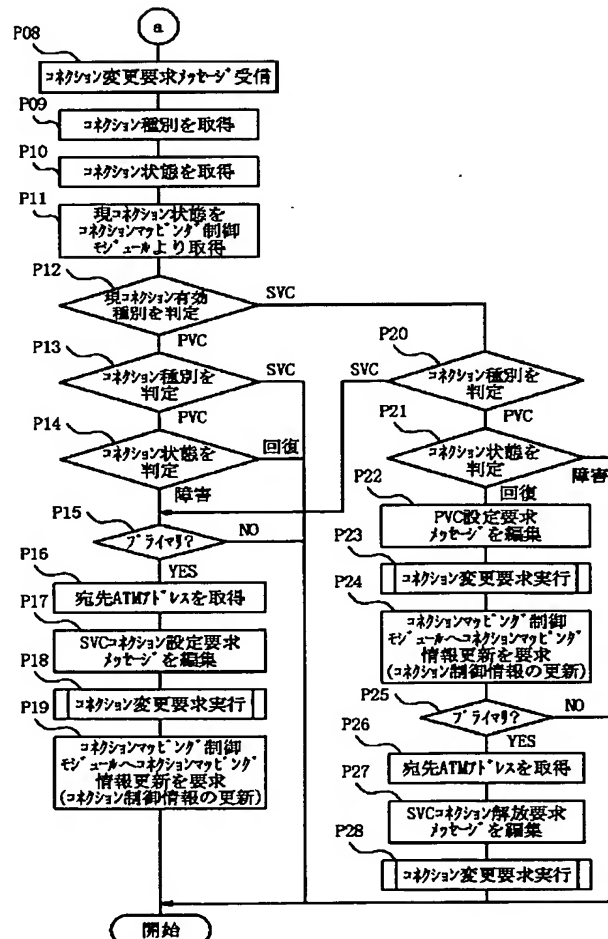 a
P08
コネクション変更要求メッセージ受信
P09
コネクション種別を取得
P10
コネクション状態を取得
P11
現コネクション状態を
コネクションマッピング制御
モジュールより取得
P12
現コネクション有効
種別を判定
SVC
PVC
P13
コネクション種別を
判定
SVC
PVC
P14
コネクション状態を
判定
回復
障害
P15
プライマリ?
NO
YES
P16
宛先ATMアドレスを取得
P17
SVCコネクション設定要求
メッセージを編集
P18
コネクション変更要求実行
P19
コネクションマッピング制御
モジュールへコネクションマッピング
情報更新を要求
(コネクション制御情報の更新)
P20
SVC
コネクション種別を
判定
PVC
P21
コネクション状態を
判定
障害
回復
P22
PVC設定要求
メッセージを編集
P23
コネクション変更要求実行
P24
コネクションマッピング制御
モジュールへコネクションマッピング
情報更新を要求
(コネクション制御情報の更新)
P25
プライマリ?
NO
YES
P26
宛先ATMアドレスを取得
P27
SVCコネクション解放要求
メッセージを編集
P28
コネクション変更要求実行
開始